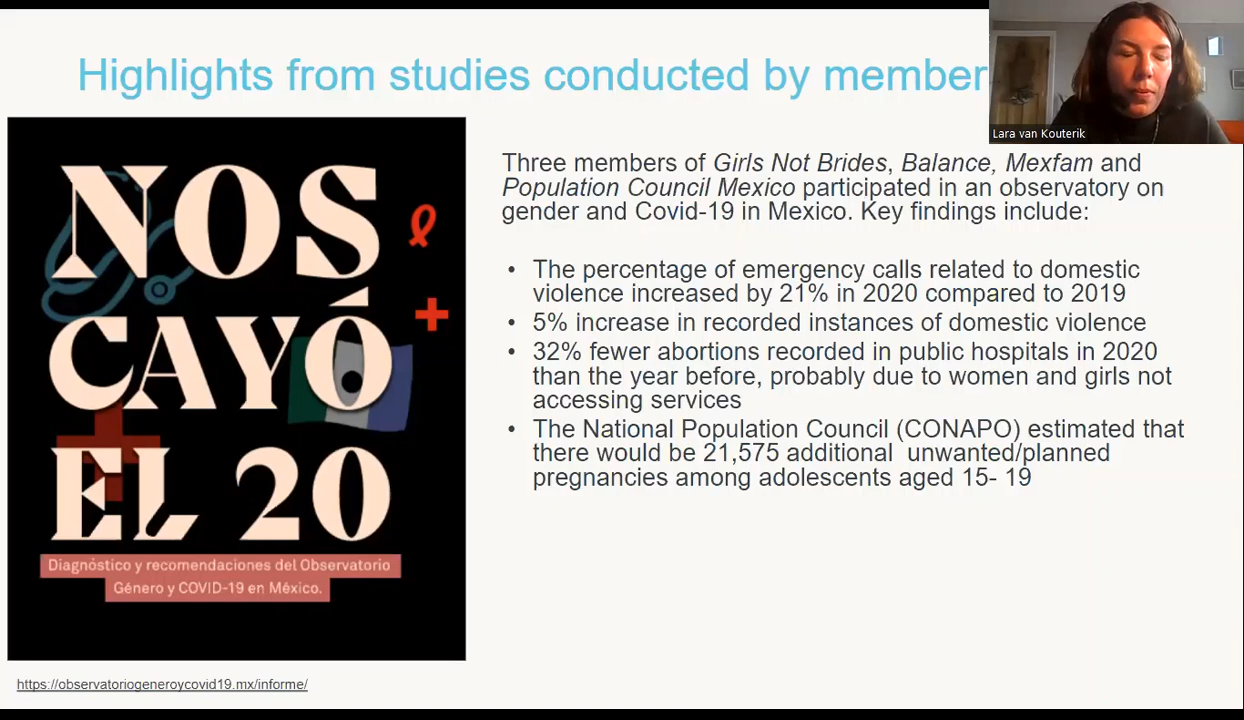 Highlights from studies conducted by member
Lara van Kouterik
NOS
CAYÓ
EL 20
Diagnóstico y recomendaciones del Observatorio
Género y COVID-19 en México.
https://observatoriogeneroycovid19.mx/informe/
Three members of Girls Not Brides, Balance, Mexfam and
Population Council Mexico participated in an observatory on
gender and Covid-19 in Mexico. Key findings include:
• The percentage of emergency calls related to domestic
violence increased by 21% in 2020 compared to 2019
• 5% increase in recorded instances of domestic violence
• 32% fewer abortions recorded in public hospitals in 2020
than the year before, probably due to women and girls not
accessing services
• The National Population Council (CONAPO) estimated that
there would be 21,575 additional  unwanted/planned
pregnancies among adolescents aged 15- 19